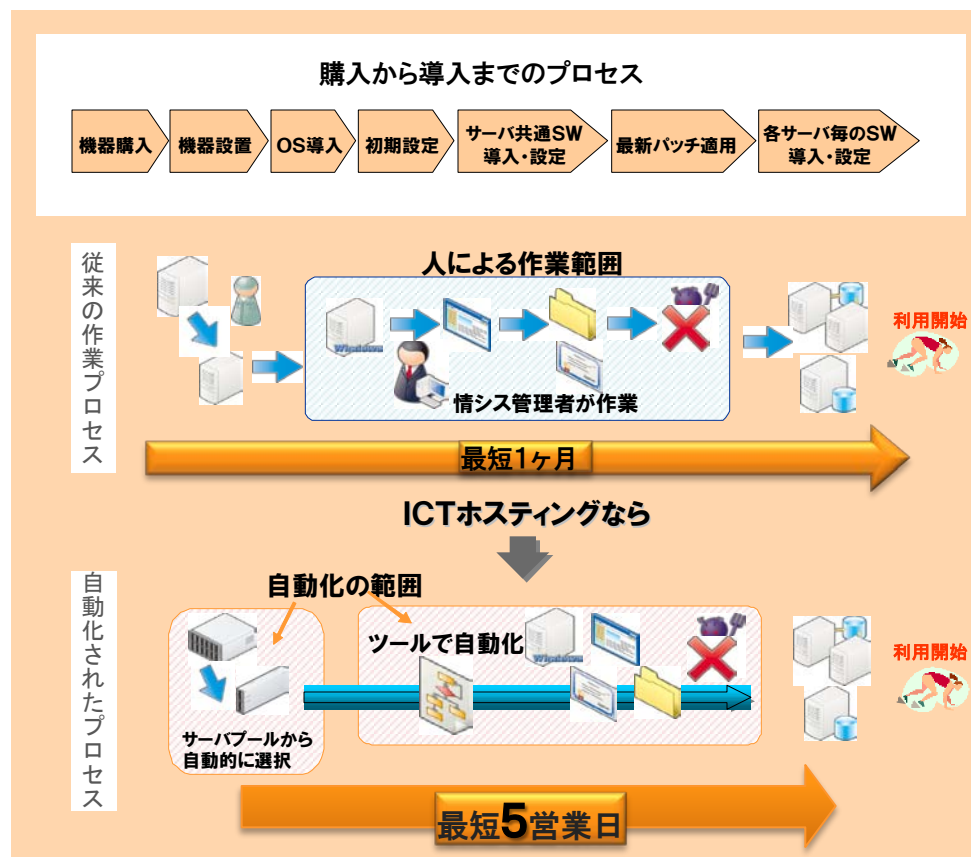 購入から導入までのプロセス
機器購入
機器設置
OS導入
初期設定
サーバ共通SW
導入・設定
最新パッチ適用
各サーバ毎のSW
導入・設定
従来の作業プロセス
人による作業範囲
Windows
情シス管理者が作業
利用開始
最短1ヶ月
ICTホスティングなら
自動化されたプロセス
自動化の範囲
ツールで自動化
Windows
サーバプールから
自動的に選択
利用開始
最短5営業日